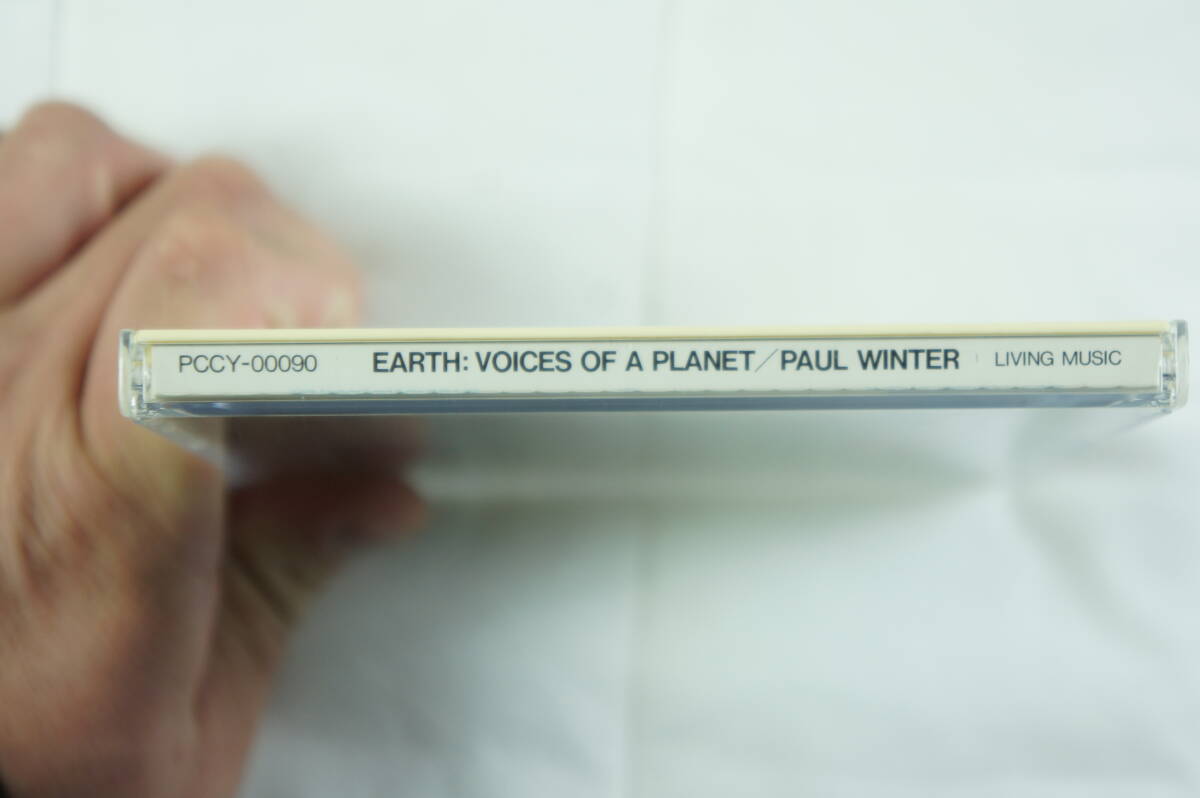 PCCY-00090 EARTH: VOICES OF A PLANET/PAUL WINTER LIVING MUSIC